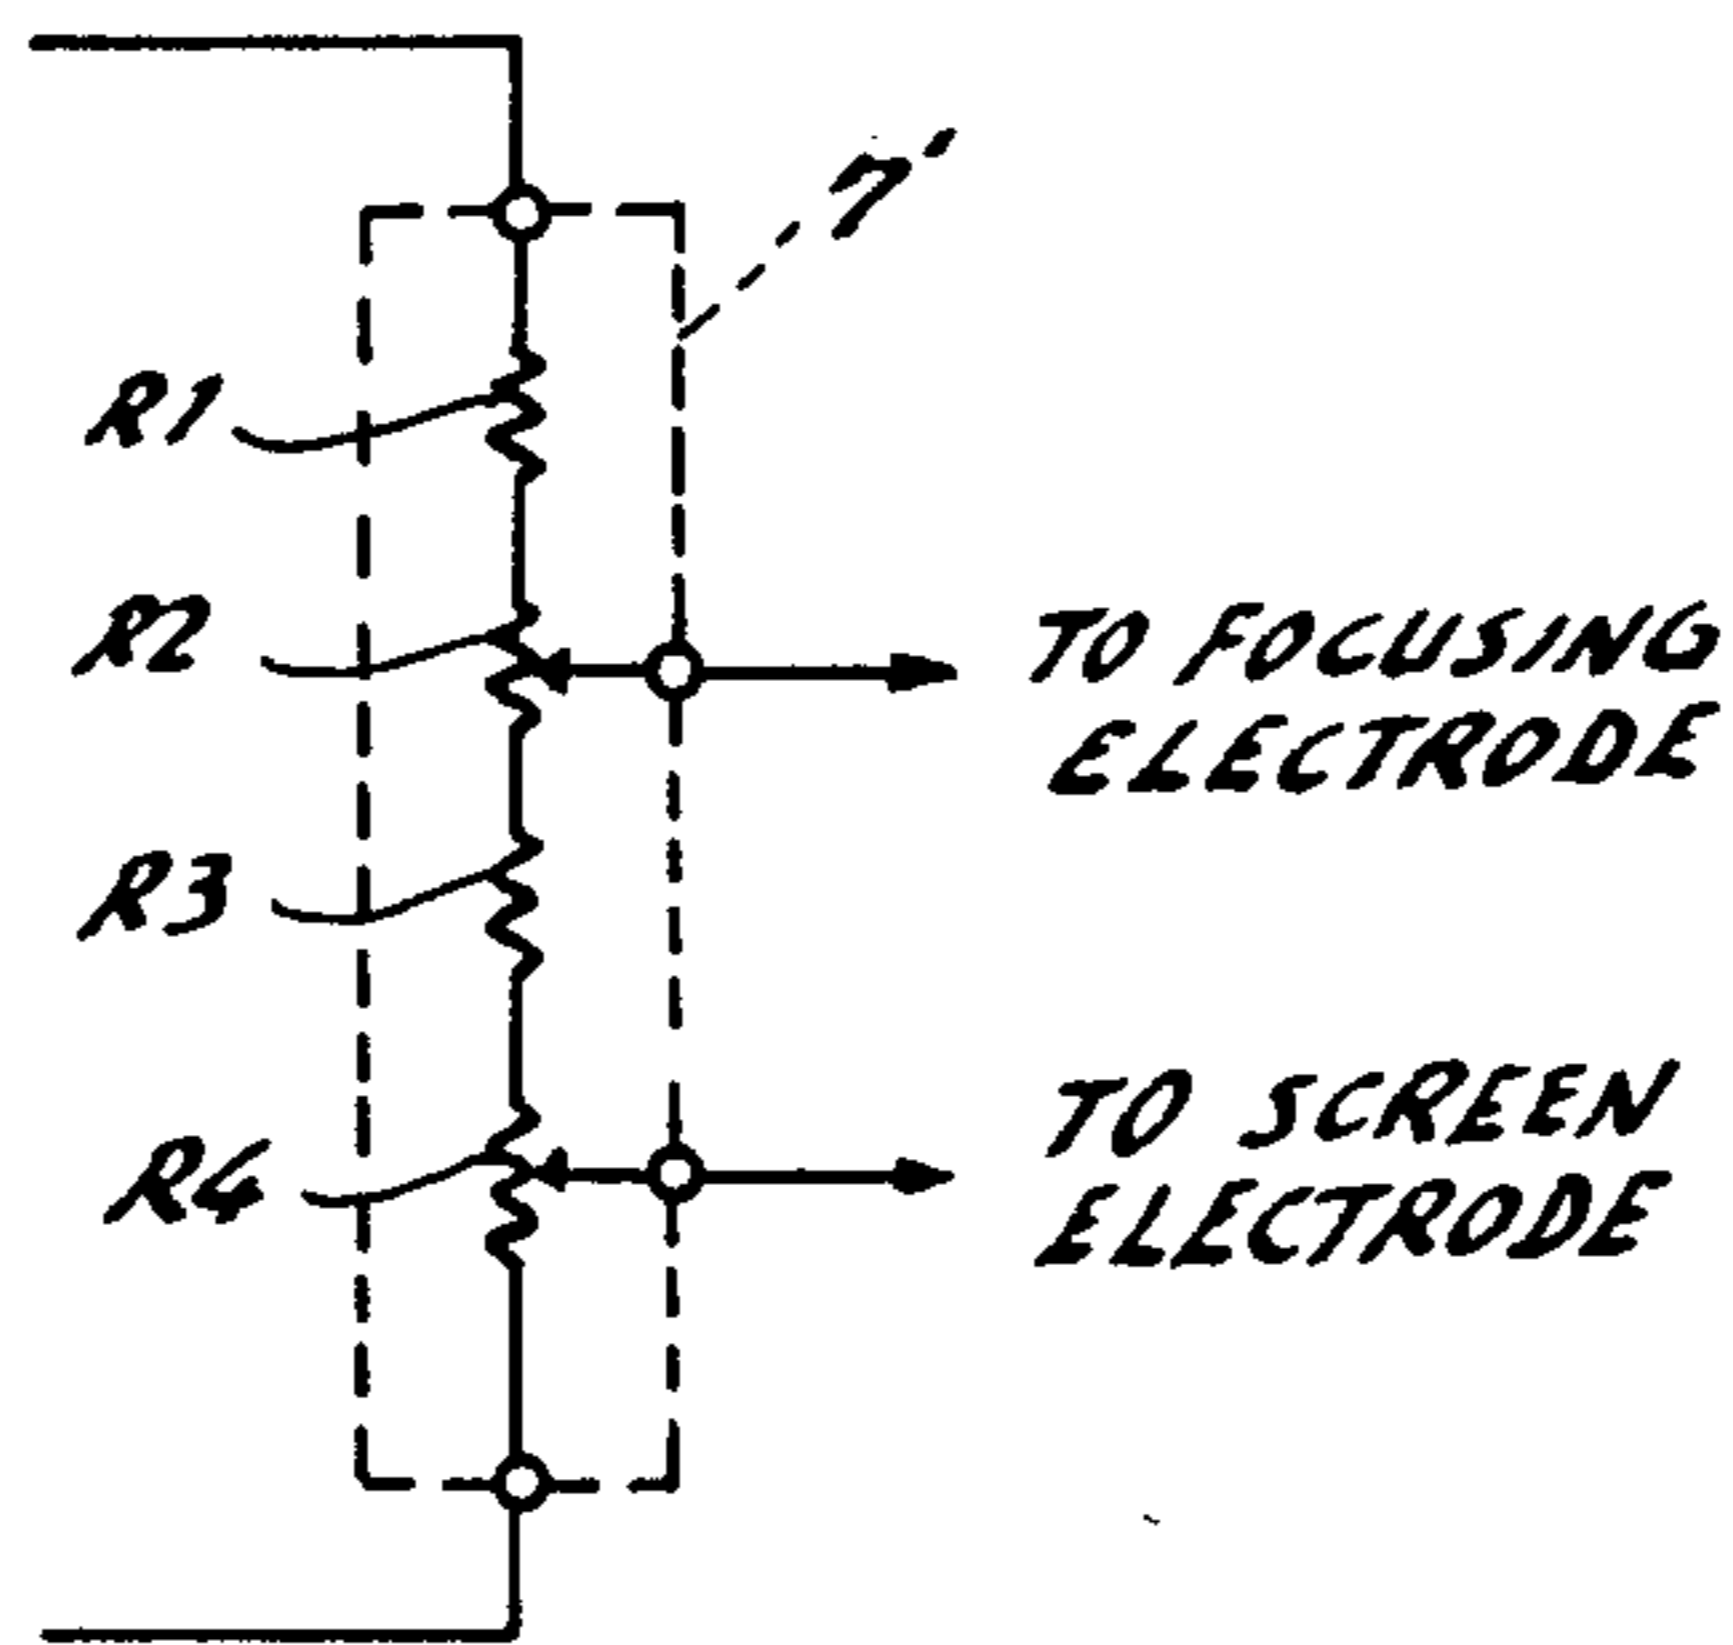 7'
R1
R2
TO FOCUSING
ELECTRODE
R3
TO SCREEN
ELECTRODE
R4